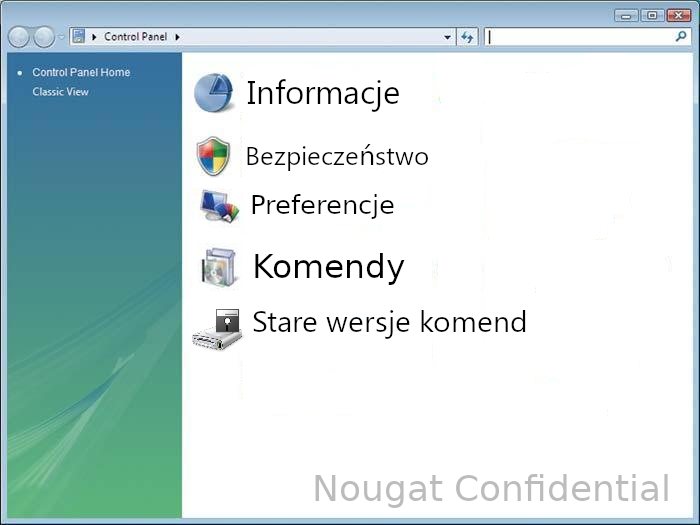 Control Panel
Control Panel Home
Classic View
Informacje
Bezpieczeństwo
Preferencje
Komendy
Stare wersje komend
Nougat Confidential